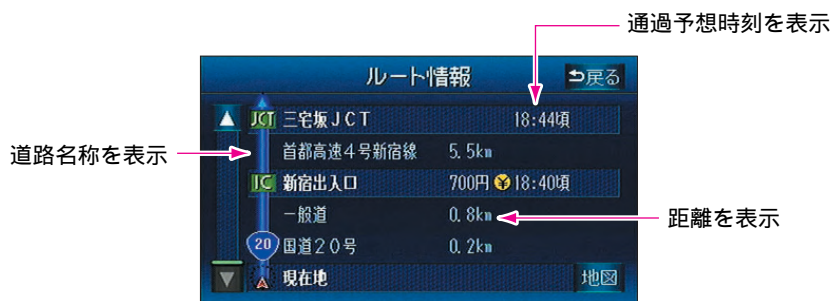 通過予想時刻を表示
ルート情報
戻る
JCT 三宅坂JCT 18:44頃
道路名称を表示
首都高速4号新宿線 5.5km
IC 新宿出入口 700円 ¥ 18:40頃
一般道 0.8km
距離を表示
20 国道20号 0.2km
現在地
地図